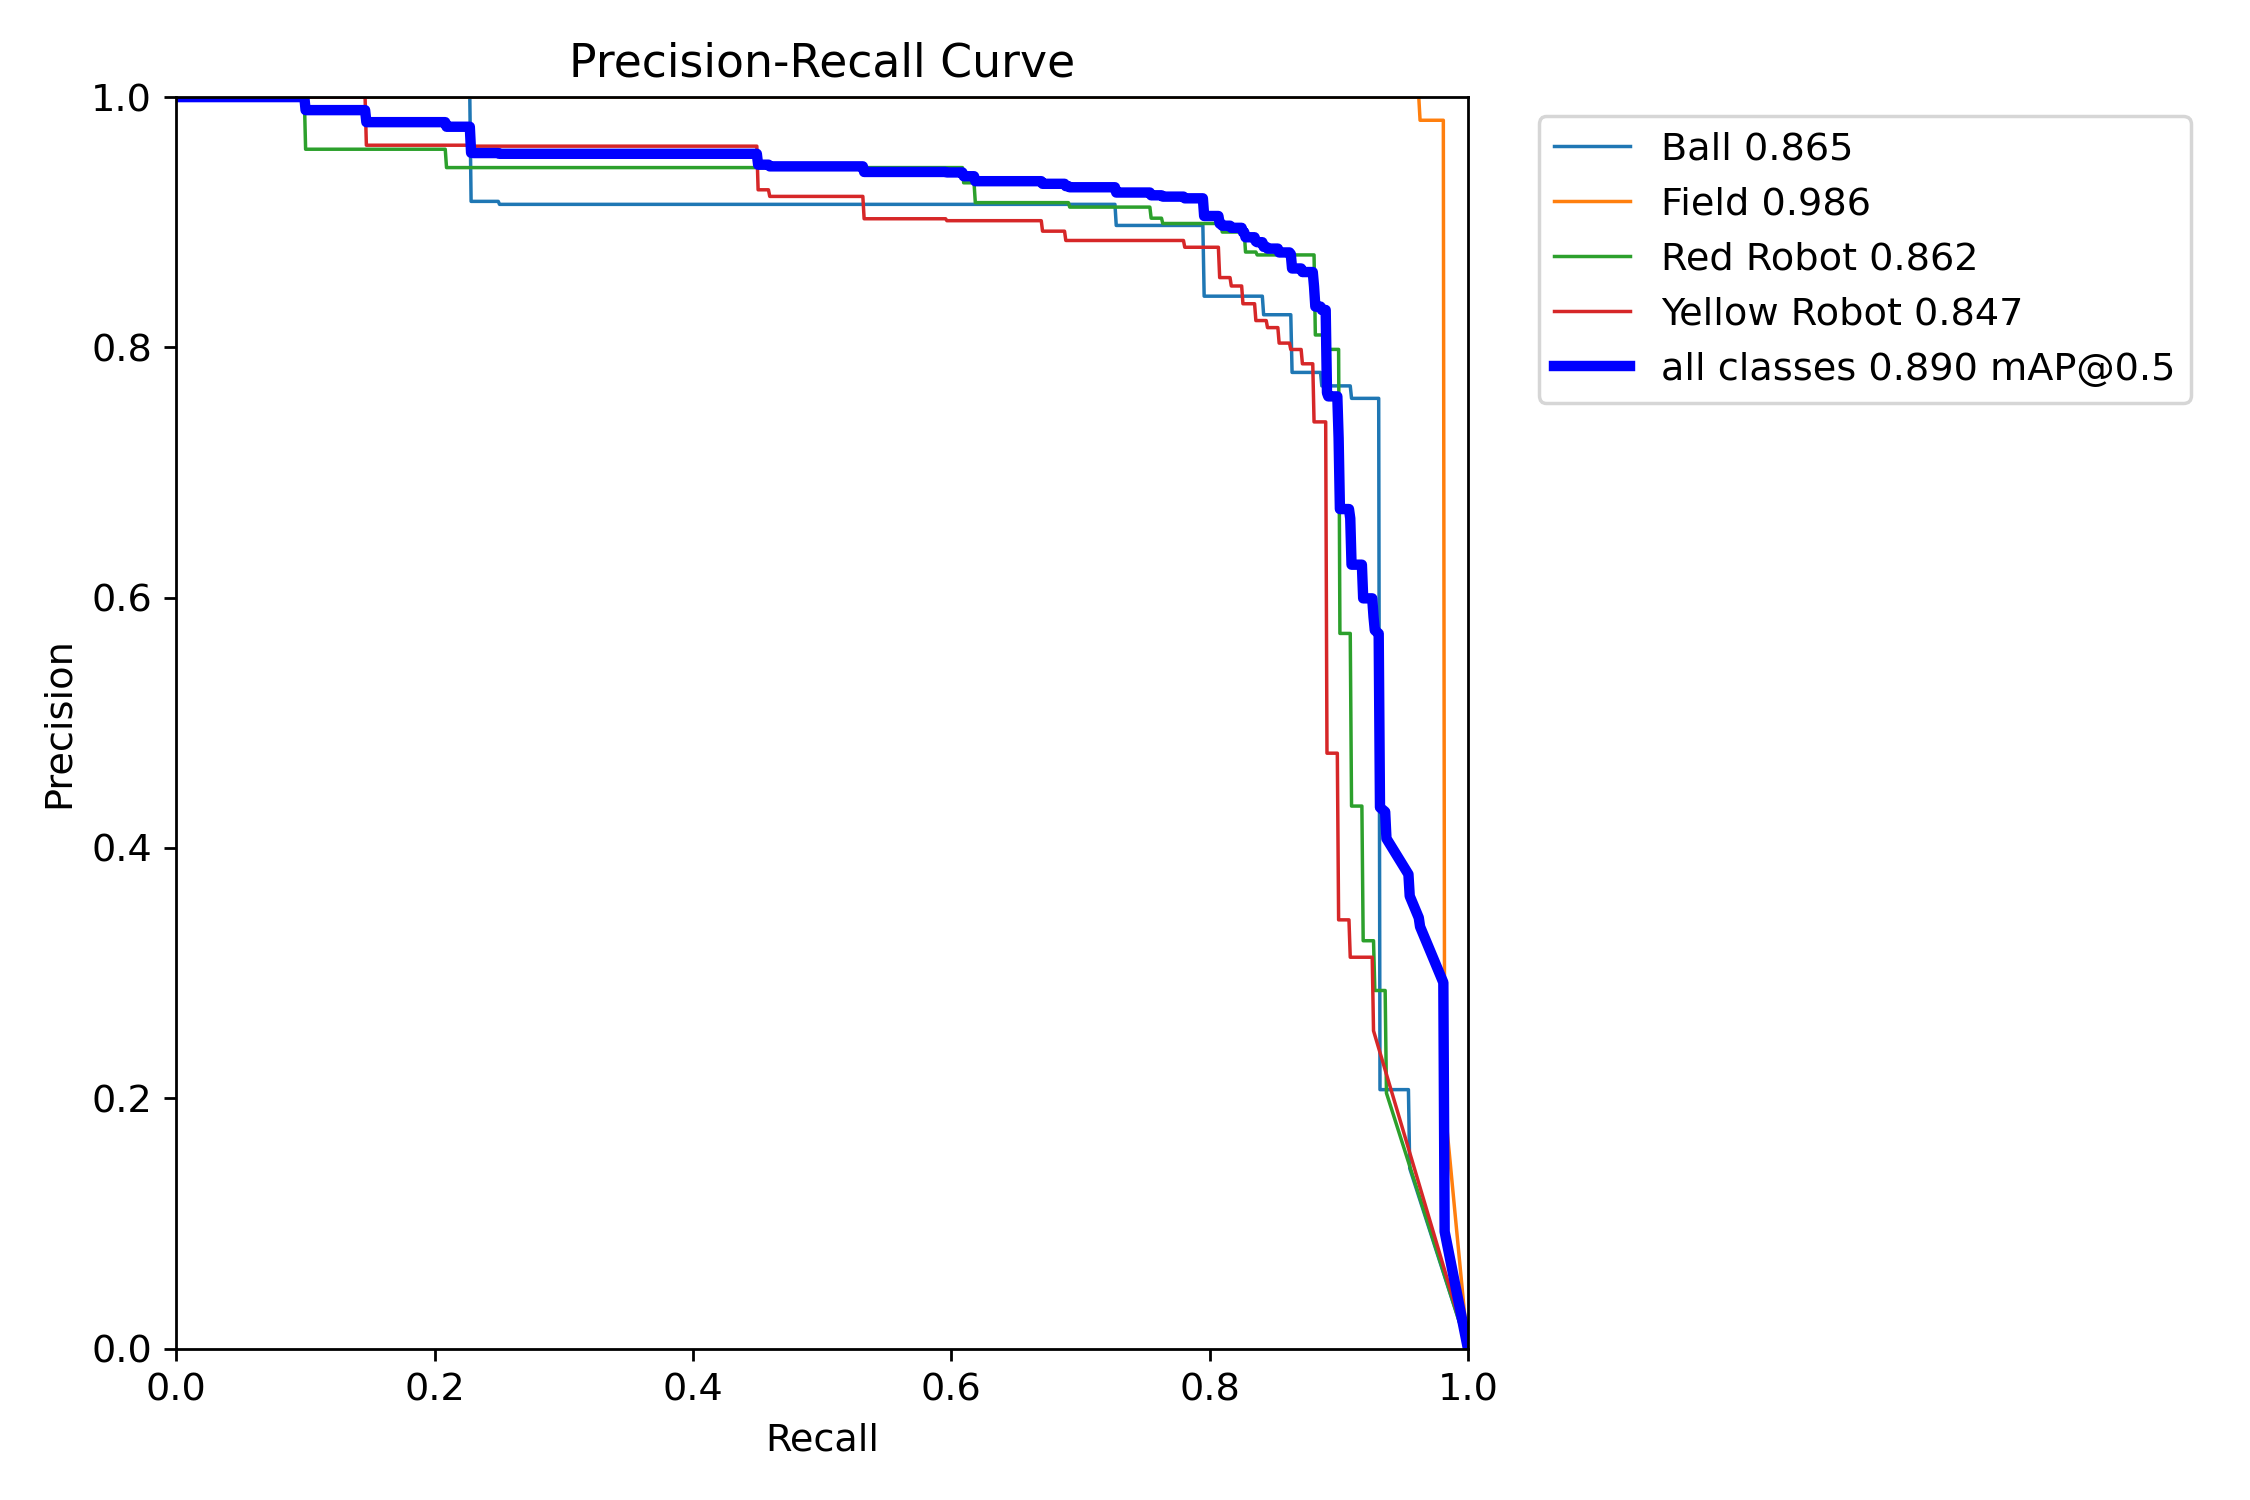 Precision-Recall Curve
1.0
0.8
0.6
0.4
0.2
0.0
Precision
0.0 0.2 0.4 0.6 0.8 1.0
Recall
Ball 0.865
Field 0.986
Red Robot 0.862
Yellow Robot 0.847
all classes 0.890 mAP@0.5